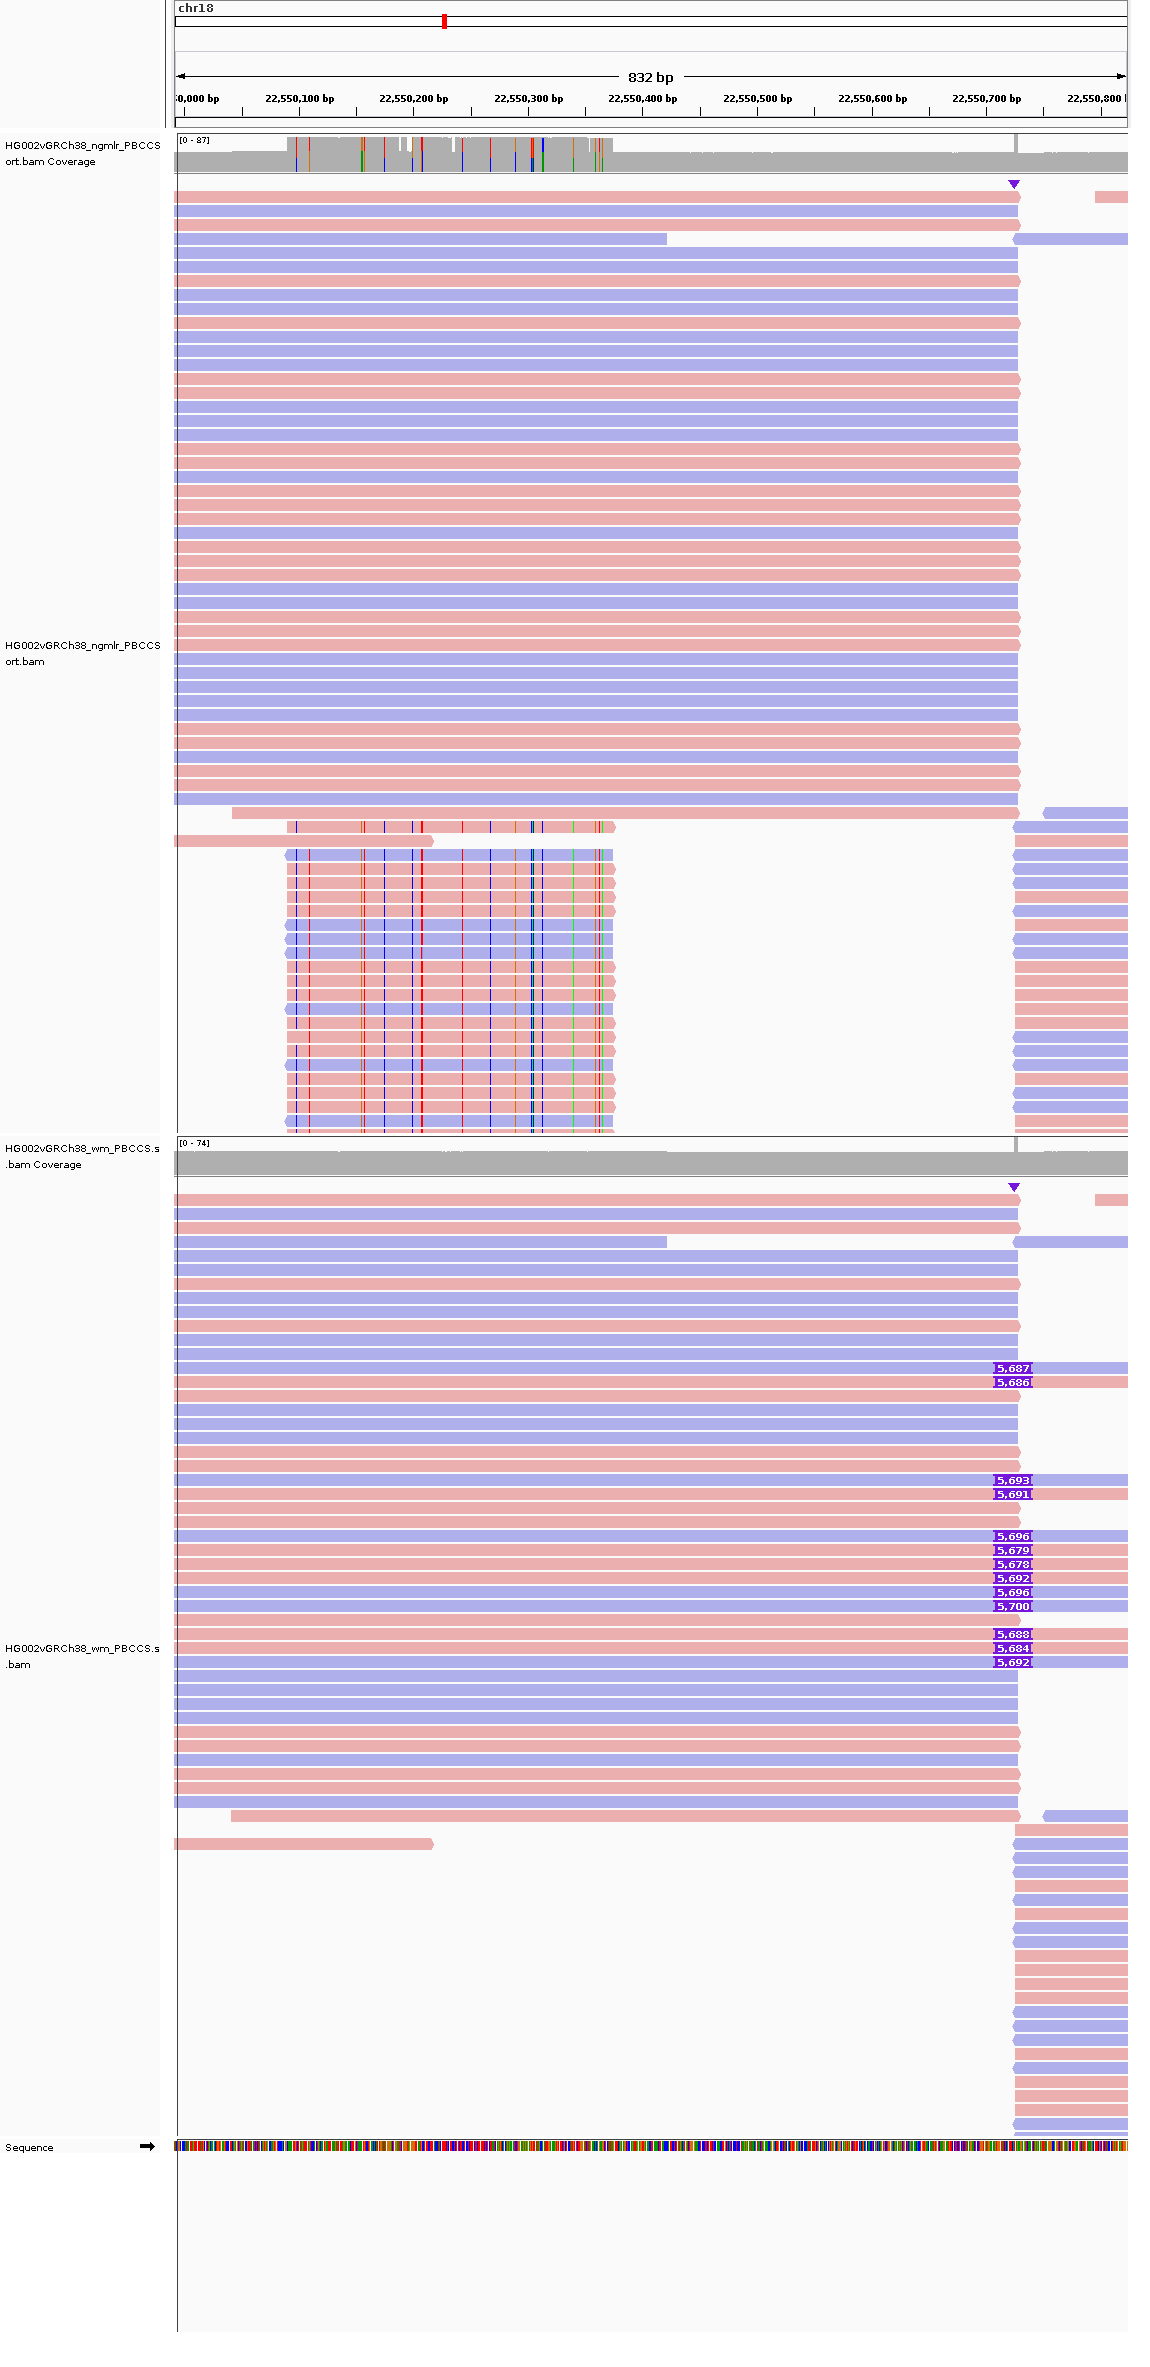 chr18
832 bp
0,000 bp 22,550,100 bp 22,550,200 bp 22,550,300 bp 22,550,400 bp 22,550,500 bp 22,550,600 bp 22,550,700 bp 22,550,800
HG002vGRCh38_ngmlr_PBCCS
ort.bam Coverage
[0 - 87]
HG002vGRCh38_ngmlr_PBCCS
ort.bam
HG002vGRCh38_wm_PBCCS.s
.bam Coverage
[0 - 74]
5,687
5,686
5,693
5,691
5,696
5,679
5,678
5,692
5,696
5,700
5,688
5,684
5,692
HG002vGRCh38_wm_PBCCS.s
.bam
Sequence